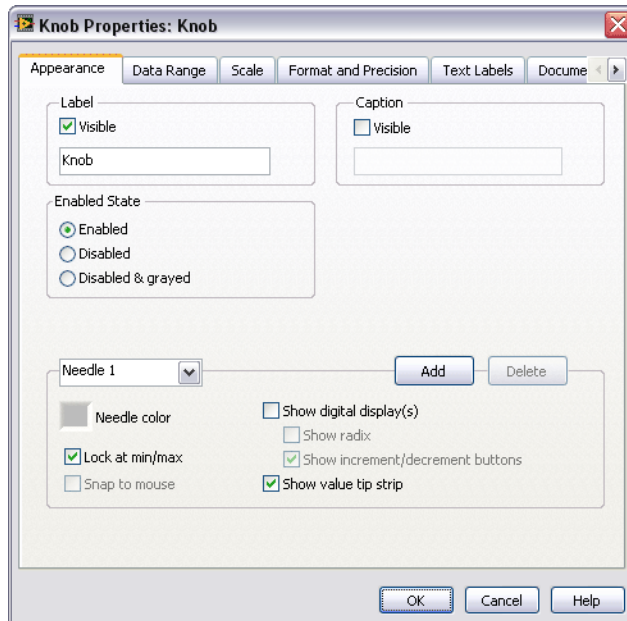 Knob Properties: Knob
Appearance Data Range Scale Format and Precision Text Labels Docume
Label
Visible
Knob
Caption
Visible
Enabled State
Enabled
Disabled
Disabled & grayed
Needle 1
Add
Delete
Needle color
Lock at min/max
Snap to mouse
Show digital display(s)
Show radix
Show increment/decrement buttons
Show value tip strip
OK Cancel Help